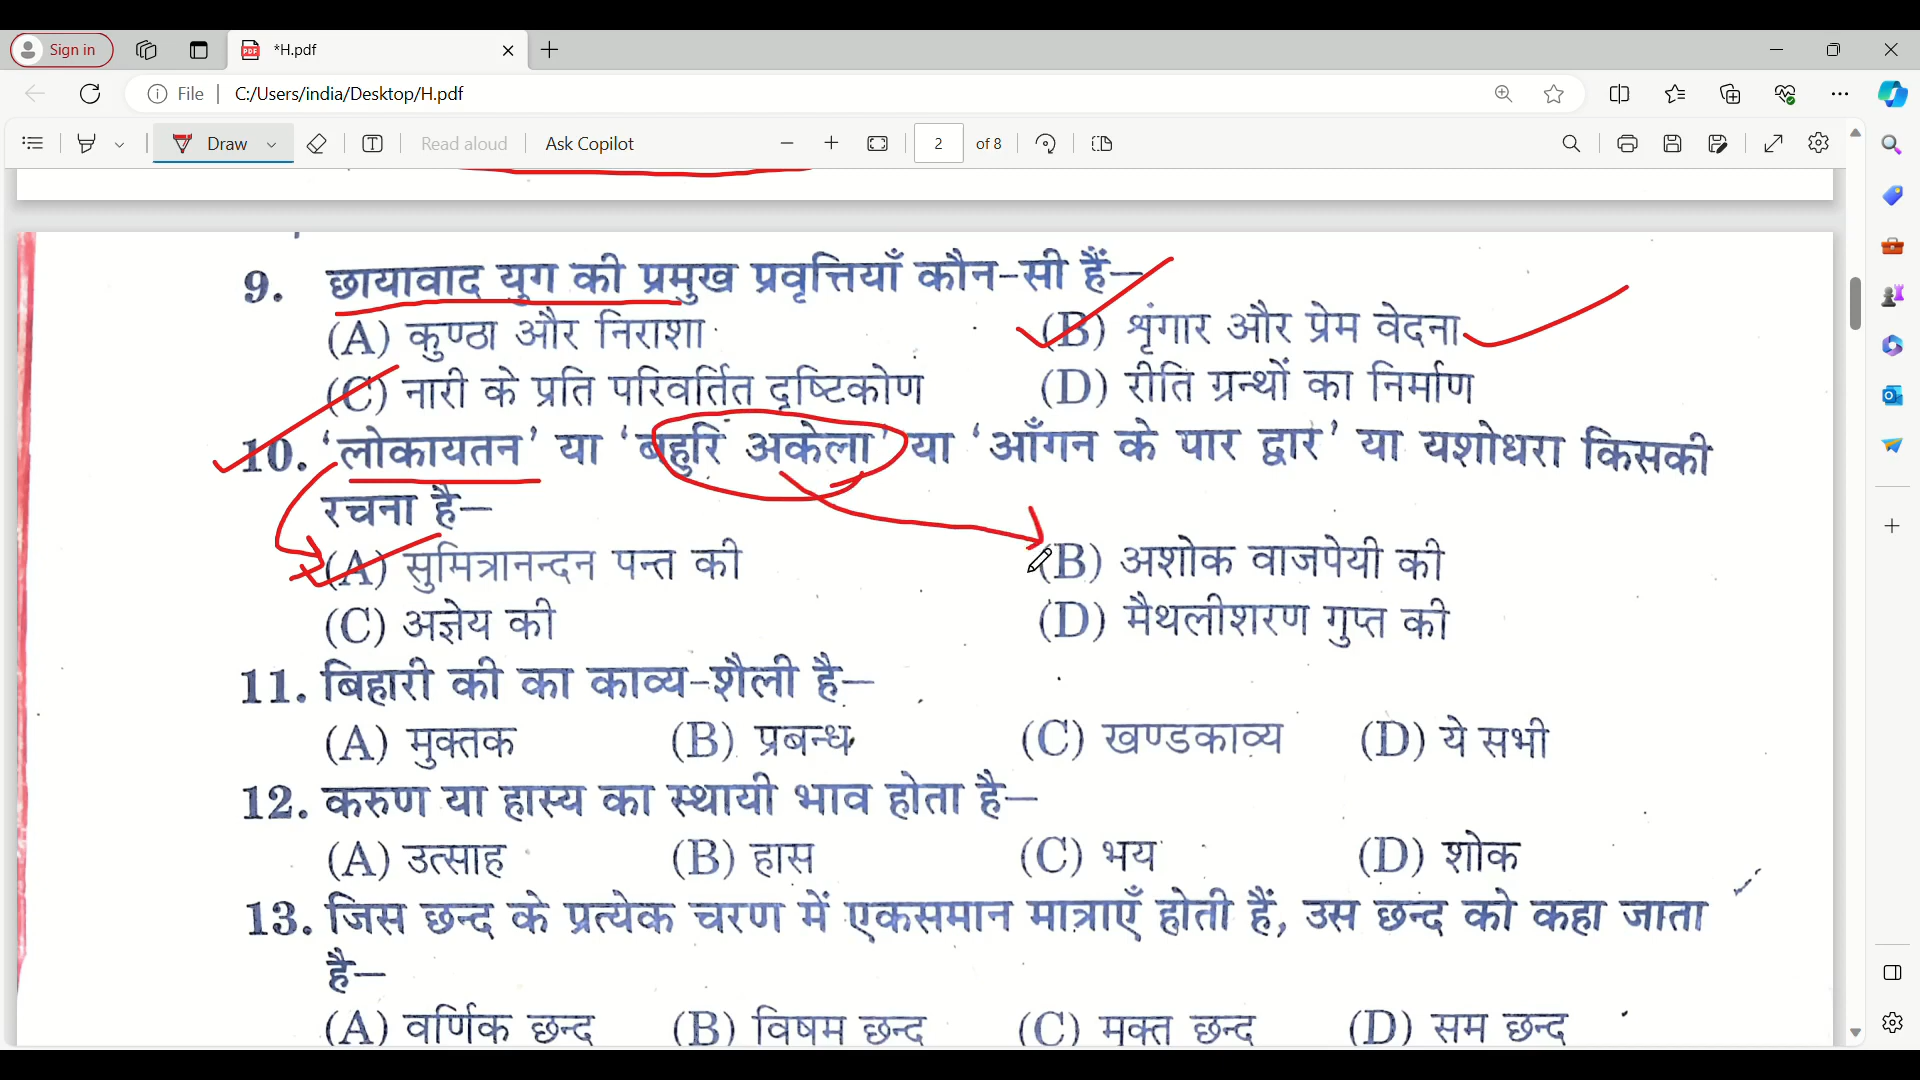 Sign in
*H.pdf
File
C:/Users/india/Desktop/H.pdf
Draw
Read aloud
Ask Copilot
2
of 8
9. छायावाद युग की प्रमुख प्रवृत्तियाँ कौन-सी हैं—
(A) कुण्ठा और निराशा (B) शृंगार और प्रेम वेदना
(C) नारी के प्रति परिवर्तित दृष्टिकोण (D) रीति ग्रन्थों का निर्माण
10. 'लोकायतन' या 'बहुरि अकेला' या 'आँगन के पार द्वार' या यशोधरा किसकी
रचना है—
(A) सुमित्रानन्दन पन्त की (B) अशोक वाजपेयी की
(C) अज्ञेय की (D) मैथलीशरण गुप्त की
11. बिहारी की का काव्य-शैली है—
(A) मुक्तक (B) प्रबन्ध (C) खण्डकाव्य (D) ये सभी
12. करुण या हास्य का स्थायी भाव होता है—
(A) उत्साह (B) हास (C) भय (D) शोक
13. जिस छन्द के प्रत्येक चरण में एकसमान मात्राएँ होती हैं, उस छन्द को कहा जाता
है—
(A) वर्णिक छन्द (B) विषम छन्द (C) मुक्त छन्द (D) सम छन्द